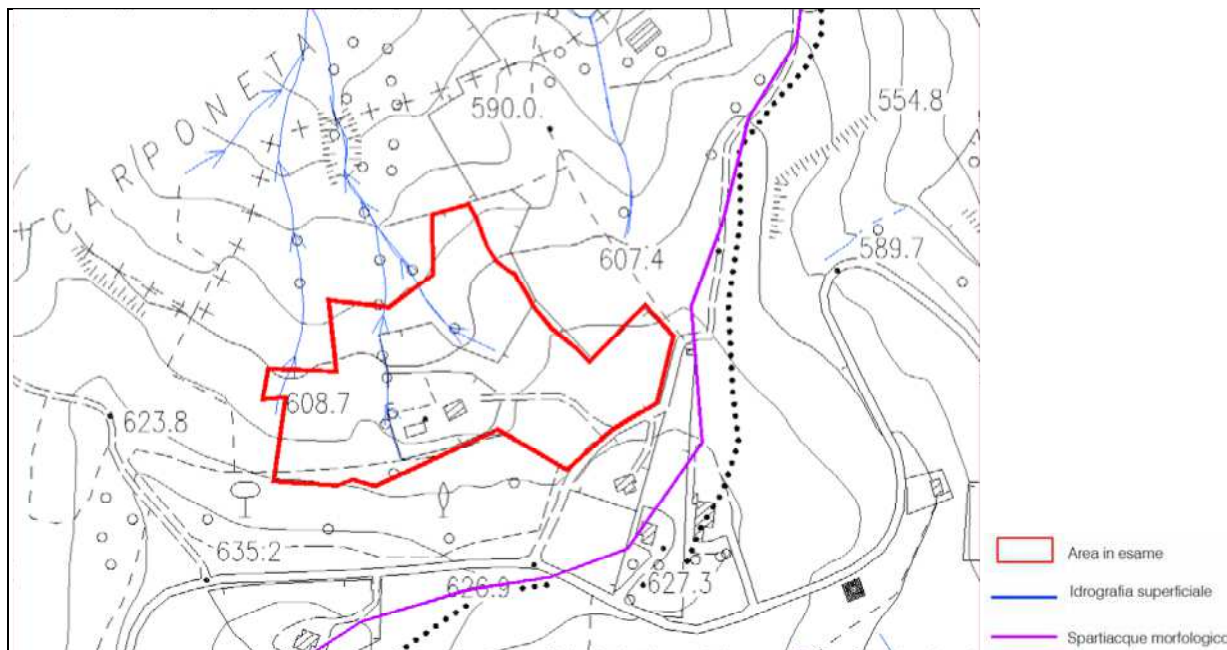 CARPONETA
590.0.
554.8
607.4
589.7
608.7
623.8
635.2
626.9
627.3
Area in esame
Idrografia superficiale
Spartiacque morfologico